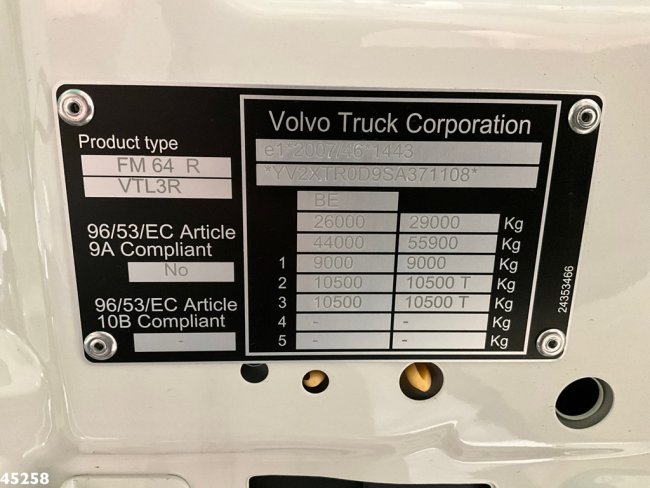 Product type
FM 64 R
VTL3R
96/53/EC Article
9A Compliant
No
96/53/EC Article
10B Compliant
-
Volvo Truck Corporation
e1*2007/46*1443
*YV2XTR0D9SA371108*
BE
26000 29000 Kg
44000 55900 Kg
1 9000 9000 Kg
2 10500 10500 T Kg
3 10500 10500 T Kg
4 - - Kg
5 - - Kg
24353466
45258